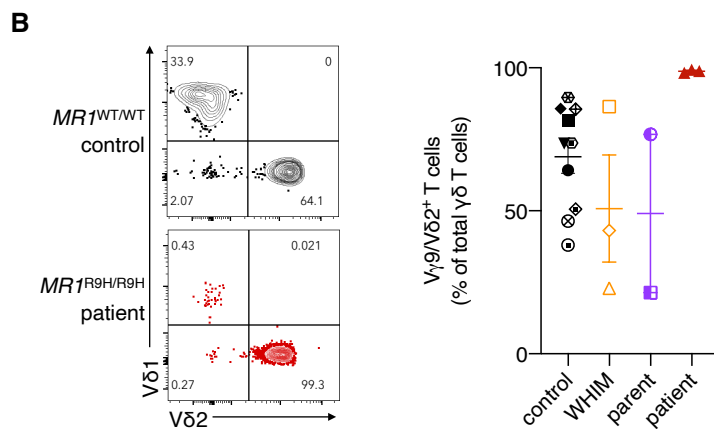 B
33.9 0
MR1WT/WT
control
2.07 64.1
0.43 0.021
MR1R9H/R9H
patient
0.27 99.3
Vδ1
Vδ2
Vγ9/Vδ2+ T cells
(% of total γδ T cells)
100
50
0
control
WHIM
parent
patient